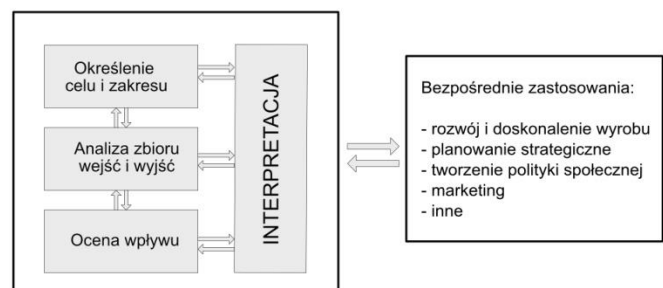 Określenie
celu i zakresu
Analiza zbioru
wejść i wyjść
Ocena wpływu
INTERPRETACJA
Bezpośrednie zastosowania:
- rozwój i doskonalenie wyrobu
- planowanie strategiczne
- tworzenie polityki społecznej
- marketing
- inne